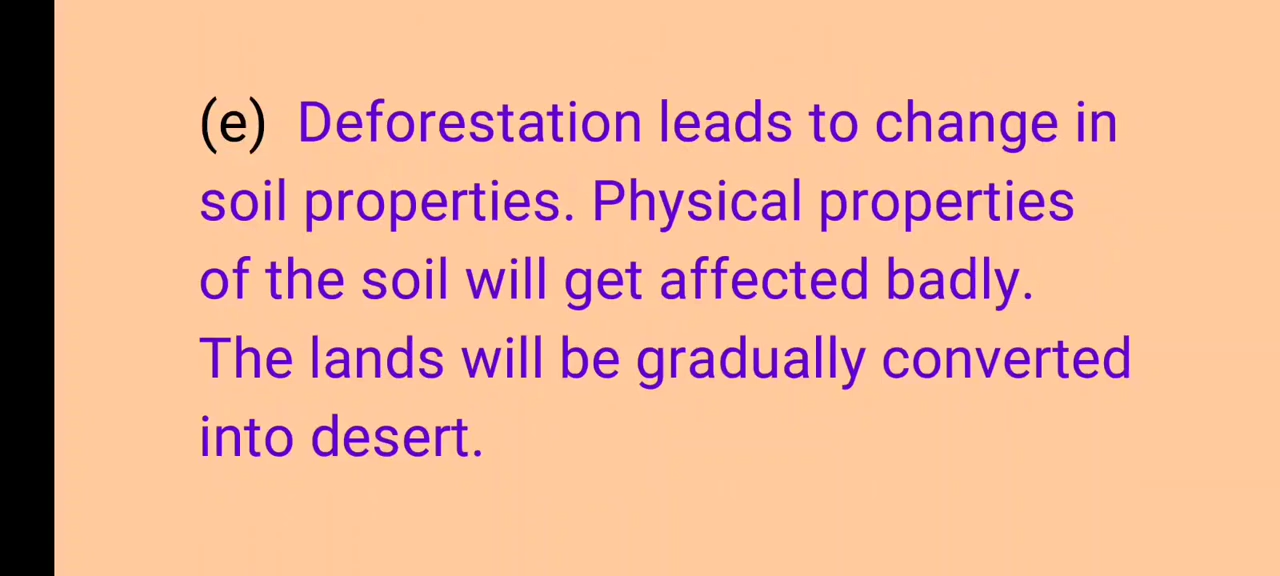 (e) Deforestation leads to change in
soil properties. Physical properties
of the soil will get affected badly.
The lands will be gradually converted
into desert.